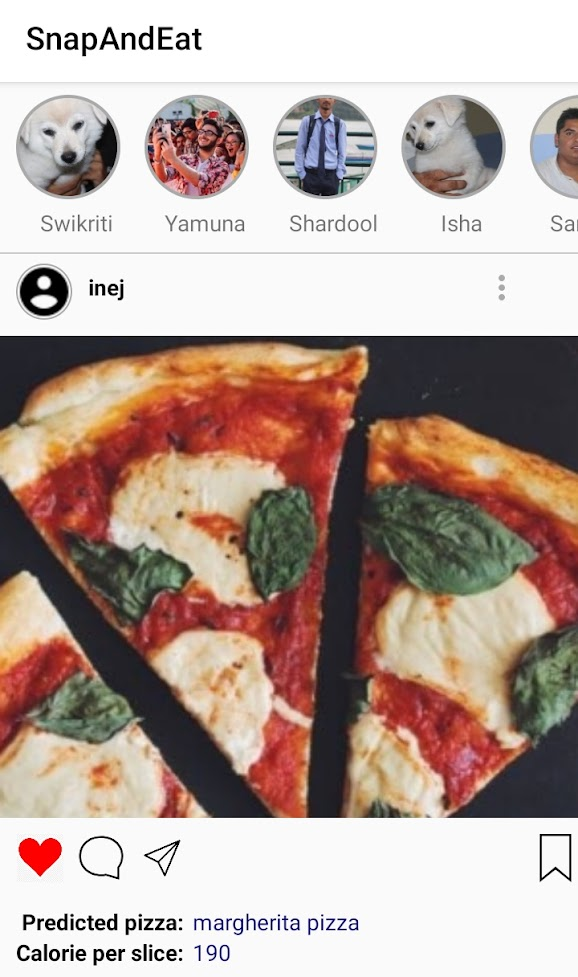 SnapAndEat
Swikriti Yamuna Shardool Isha
inej
Predicted pizza: margherita pizza
Calorie per slice: 190